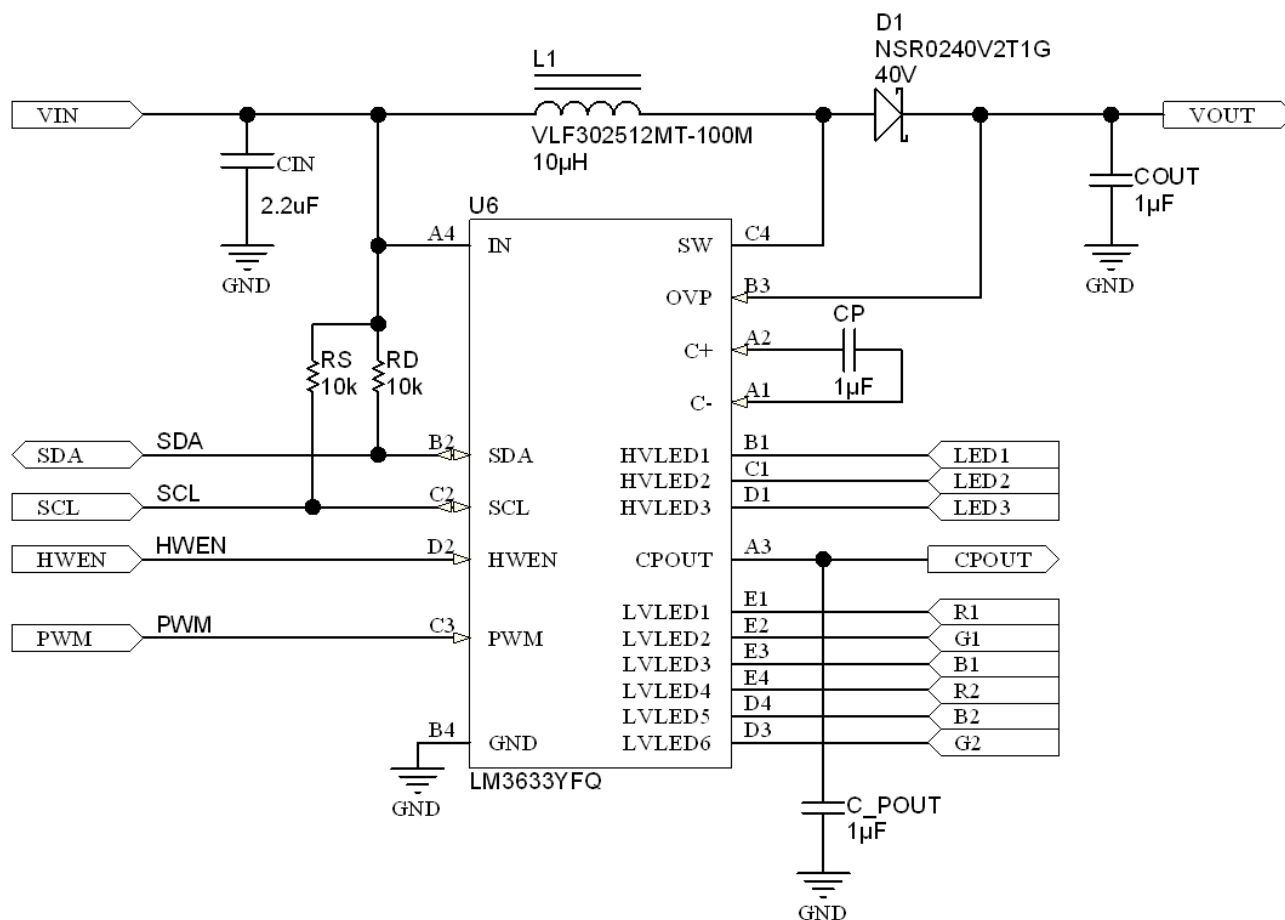 D1
NSR0240V2T1G
40V
L1
VIN
VOUT
VLF302512MT-100M
10µH
CIN
2.2uF
GND
COUT
1µF
GND
U6
A4
IN
SW
C4
OVP
B3
CP
C+
A2
1µF
C-
A1
RS
10k
RD
10k
SDA
SDA
B2
SDA
HVLED1
B1
LED1
HVLED2
C1
LED2
SCL
SCL
C2
SCL
HVLED3
D1
LED3
HWEN
HWEN
D2
HWEN
CPOUT
A3
CPOUT
LVLED1
E1
R1
PWM
PWM
C3
PWM
LVLED2
E2
G1
LVLED3
E3
B1
LVLED4
E4
R2
LVLED5
D4
B2
B4
GND
LVLED6
D3
G2
GND
LM3633YFQ
C_POUT
1µF
GND